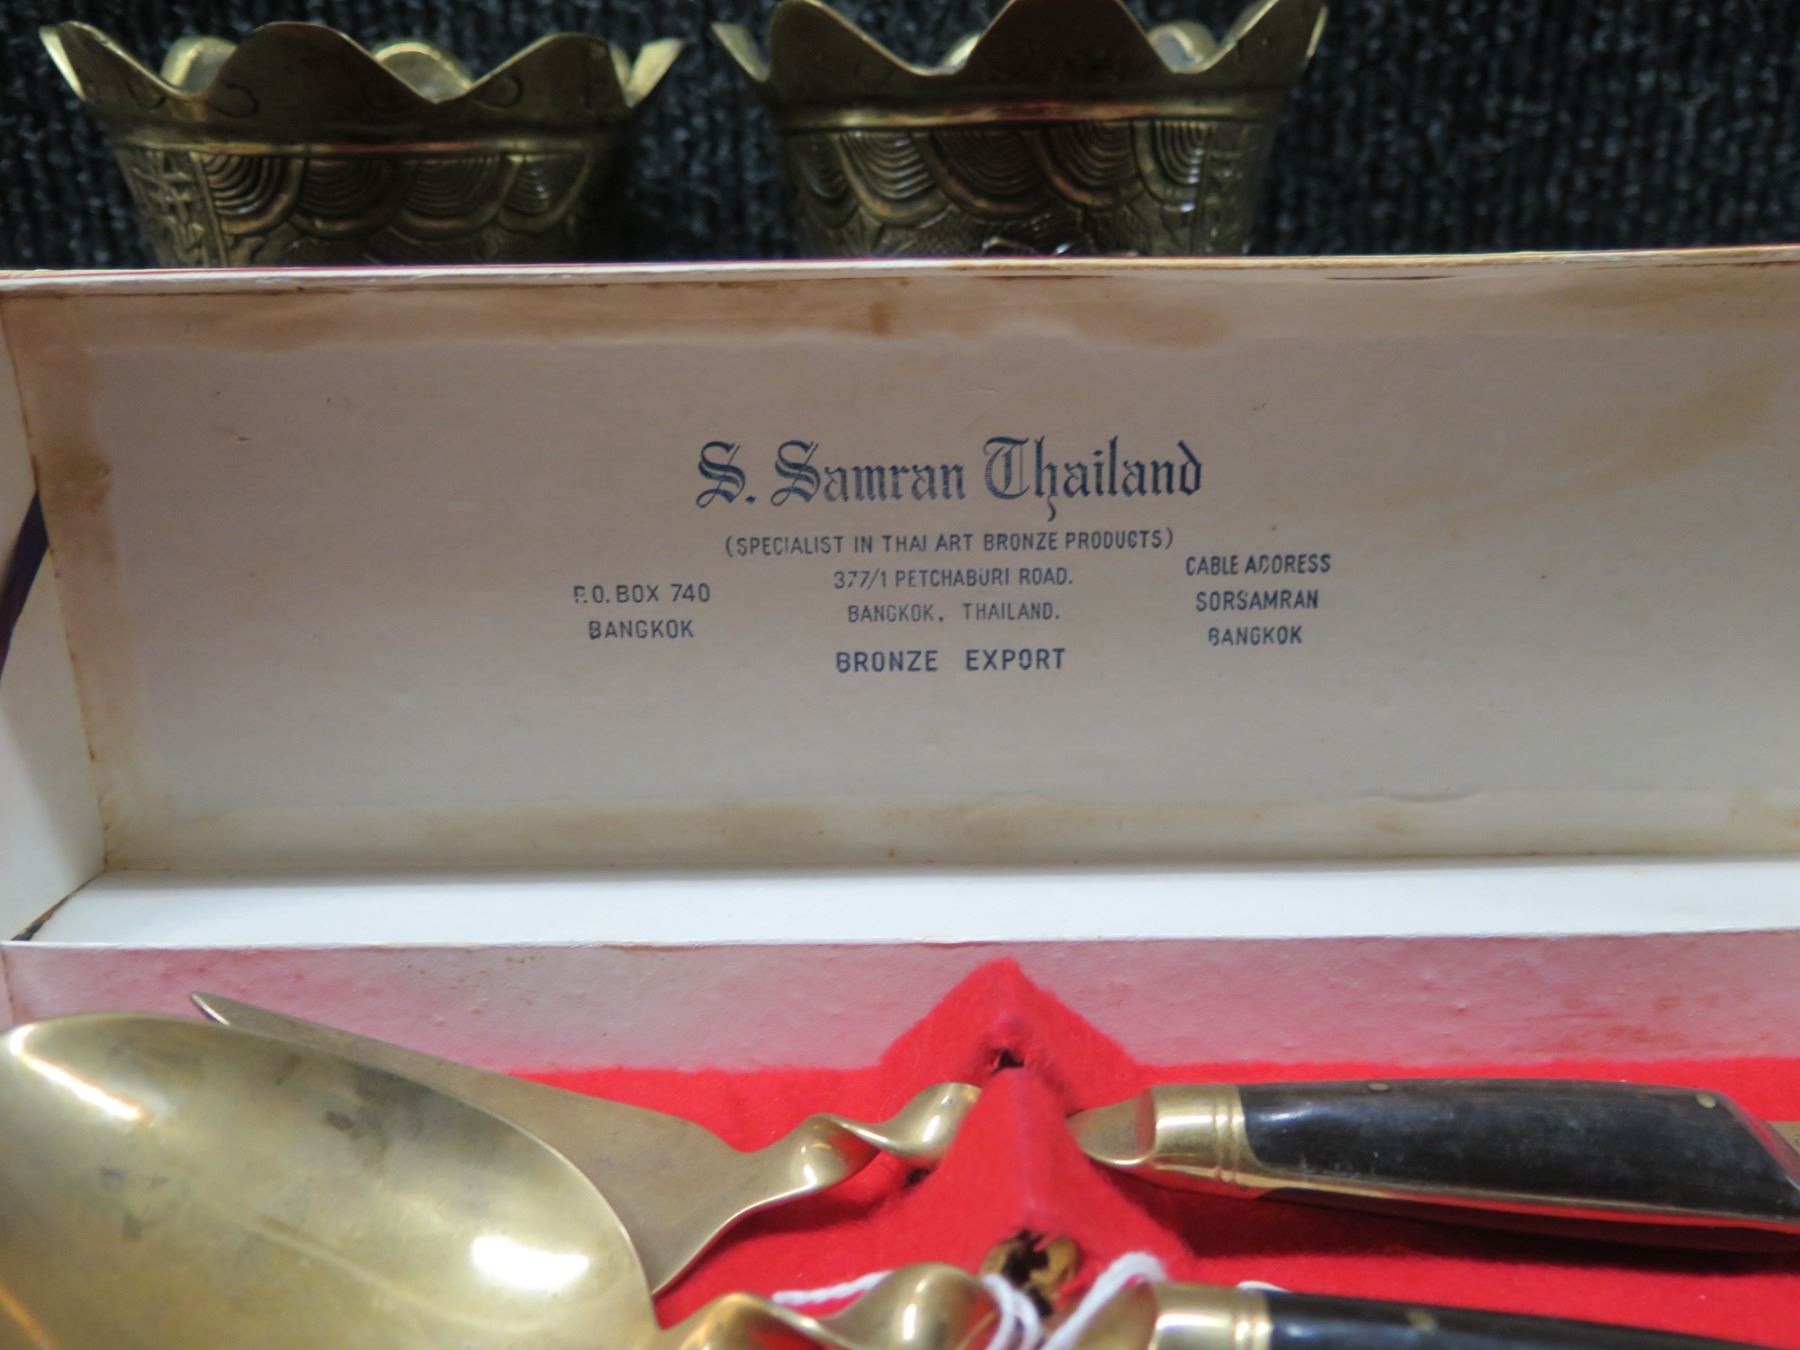 S. Samran Thailand
(SPECIALIST IN THAI ART BRONZE PRODUCTS)
377/1 PETCHABURI ROAD.
BANGKOK, THAILAND.
BRONZE EXPORT
P.O. BOX 740
BANGKOK
CABLE ADDRESS
SORSAMRAN
BANGKOK